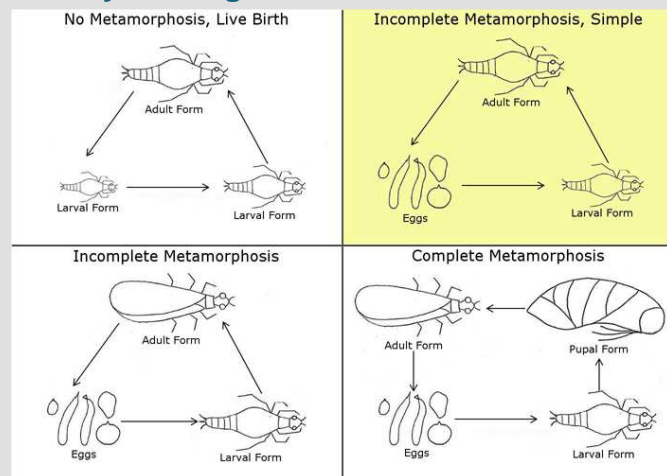 No Metamorphosis, Live Birth
Adult Form
Larval Form
Larval Form
Incomplete Metamorphosis, Simple
Adult Form
Eggs
Larval Form
Incomplete Metamorphosis
Adult Form
Eggs
Larval Form
Complete Metamorphosis
Adult Form
Pupal Form
Eggs
Larval Form